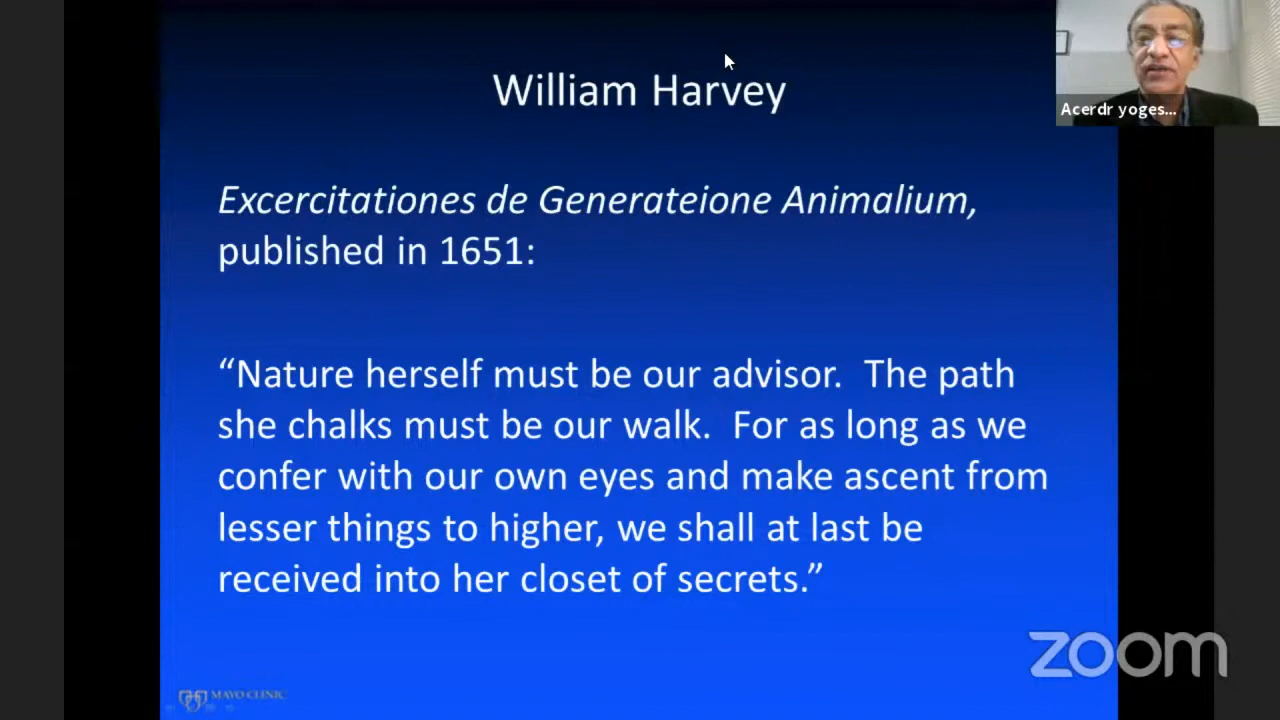 William Harvey
Acerdr yoges...
Excercitationes de Generateione Animalium,
published in 1651:
“Nature herself must be our advisor.  The path
she chalks must be our walk.  For as long as we
confer with our own eyes and make ascent from
lesser things to higher, we shall at last be
received into her closet of secrets.”
zoom
MAYO CLINIC